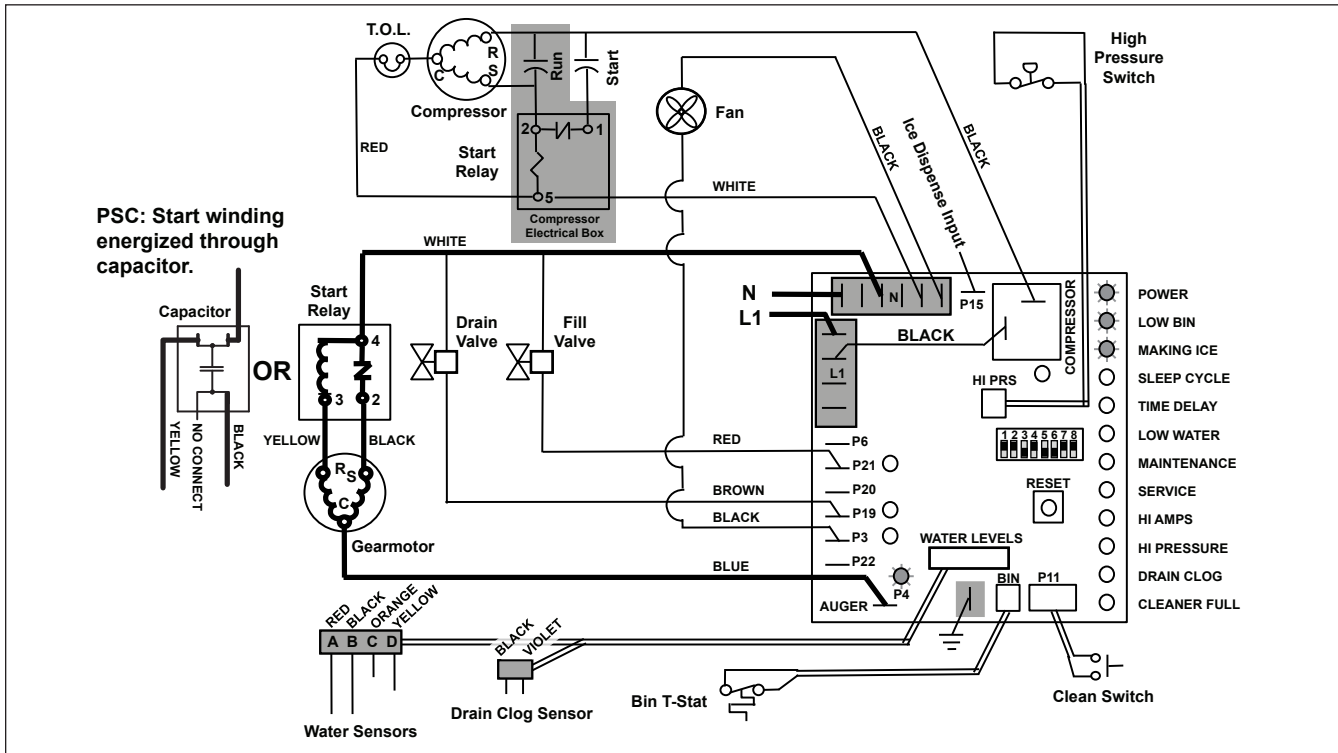 T.O.L.
R
S
C
Compressor
Run
Start
2
1
Start
Relay
5
Compressor
Electrical Box
RED
WHITE
Fan
BLACK
Ice Dispense Input
BLACK
High
Pressure
Switch
PSC: Start winding
energized through
capacitor.
WHITE
Capacitor
YELLOW
NO CONNECT
BLACK
OR
Start
Relay
4
3
2
YELLOW
BLACK
R
S
C
Gearmotor
Drain
Valve
Fill
Valve
N
L1
N
P15
L1
BLACK
COMPRESSOR
HI PRS
1 2 3 4 5 6 7 8
RESET
RED
BROWN
BLACK
BLUE
P6
P21
P20
P19
P3
P22
P4
AUGER
WATER LEVELS
BIN
P11
POWER
LOW BIN
MAKING ICE
SLEEP CYCLE
TIME DELAY
LOW WATER
MAINTENANCE
SERVICE
HI AMPS
HI PRESSURE
DRAIN CLOG
CLEANER FULL
RED
BLACK
ORANGE
YELLOW
A B C D
Water Sensors
BLACK
VIOLET
Drain Clog Sensor
Bin T-Stat
Clean Switch